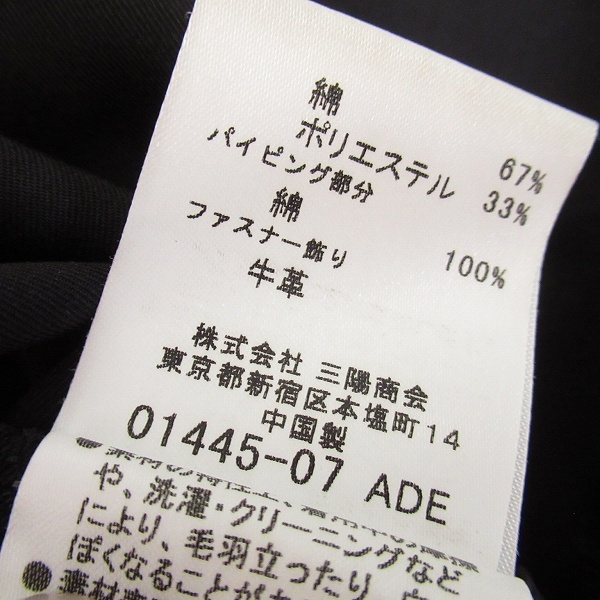 綿 67%
ポリエステル 33%
パイピング部分
綿 100%
ファスナー飾り
牛革
株式会社 三陽商会
東京都新宿区本塩町14
中国製
01445-07 ADE
や、洗濯・クリーニングなど
により、毛羽立ったり、白
ぽくなることが
●素材